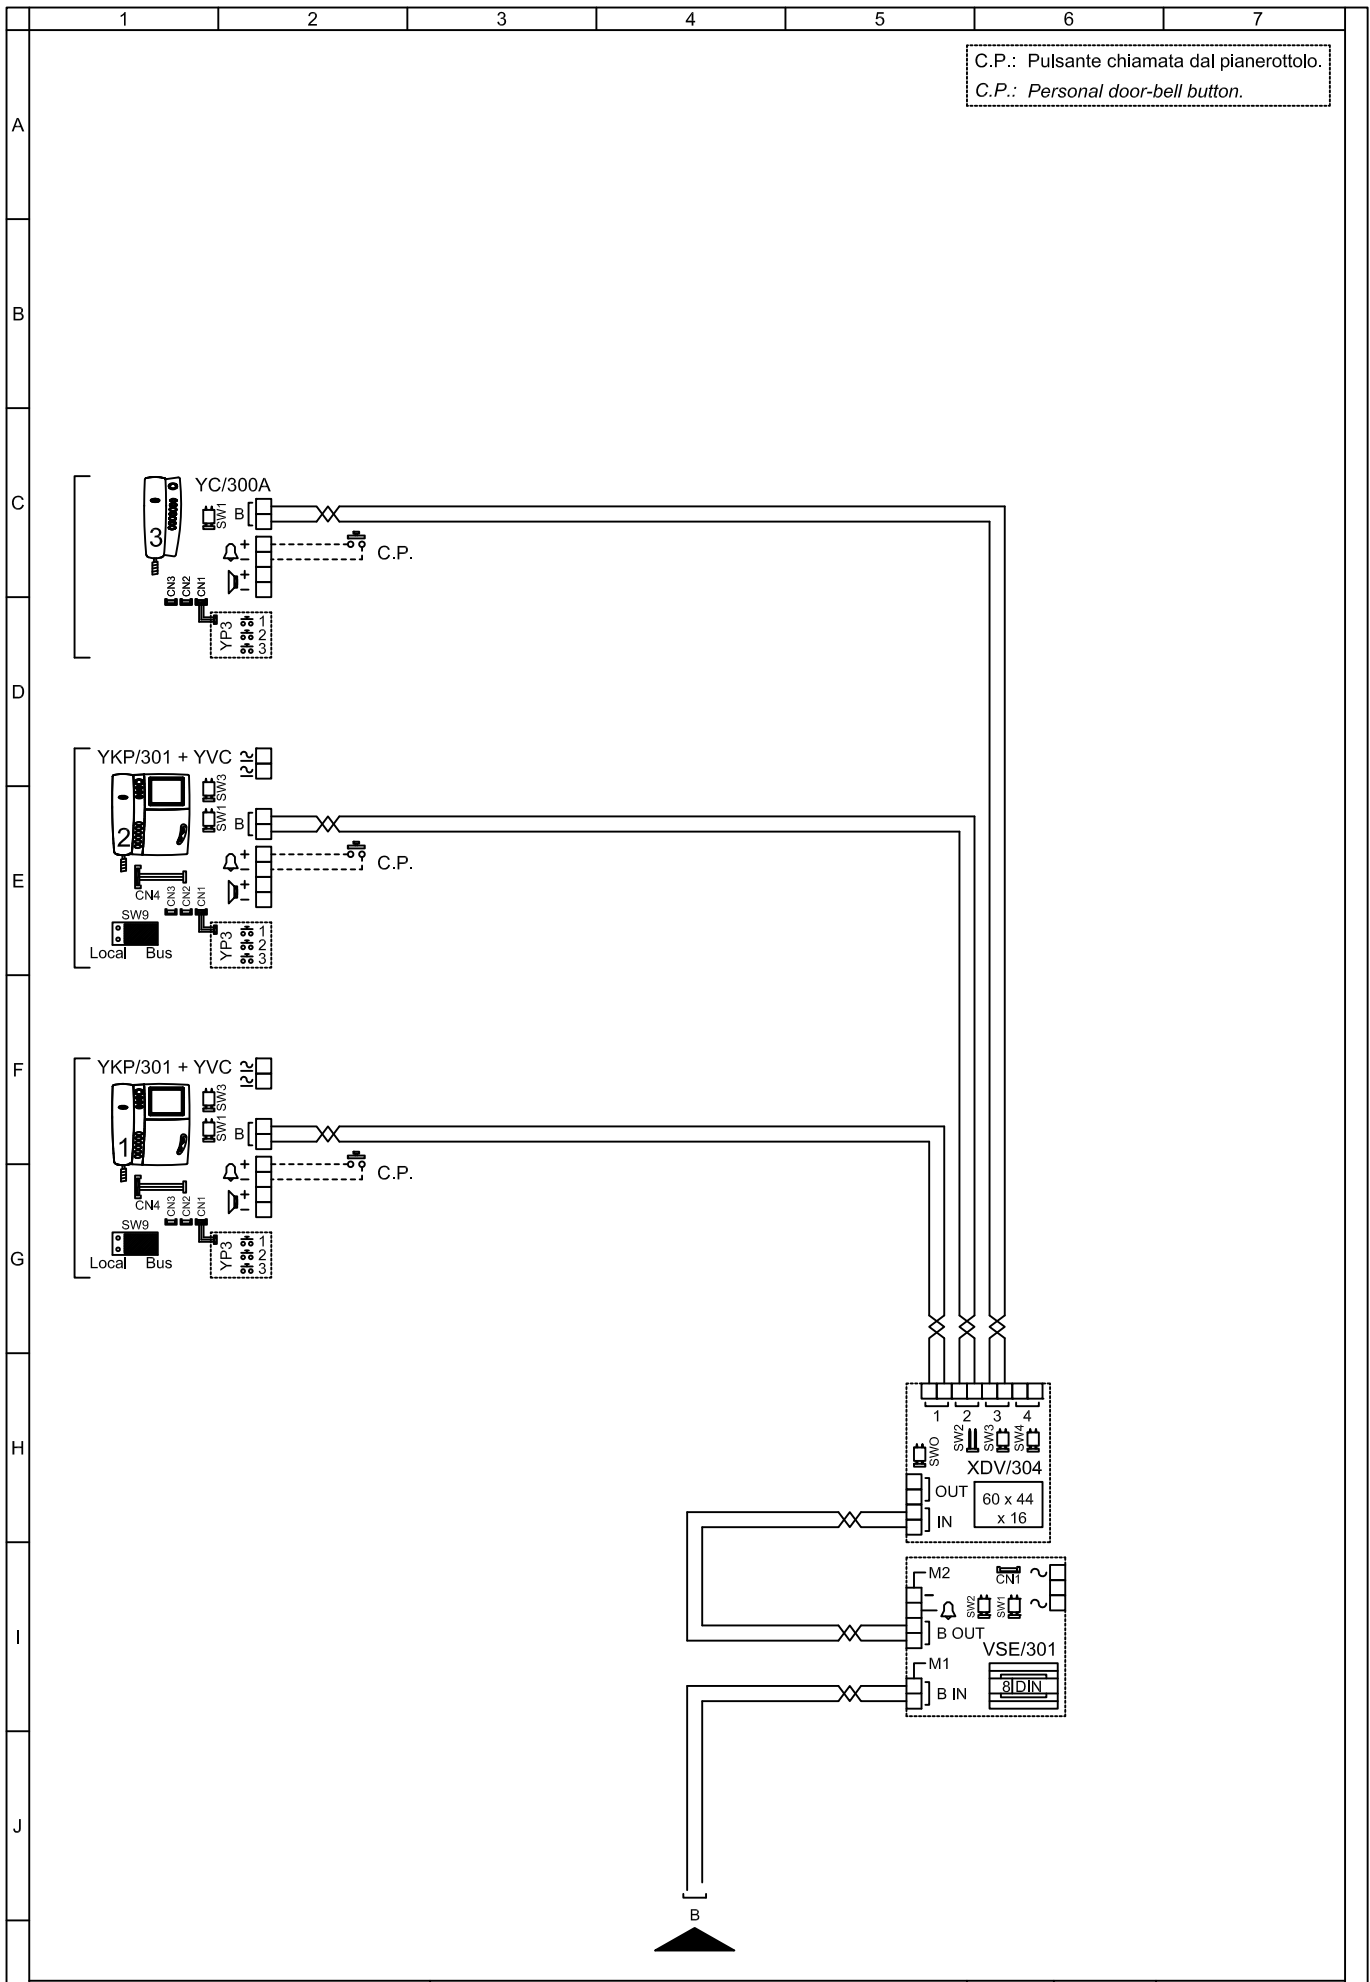 1 2 3 4 5 6 7
C.P.: Pulsante chiamata dal pianerottolo.
C.P.: Personal door-bell button.
A
B
C
D
E
F
G
H
I
J
YC/300A
3
SW1
B
+
-
C.P.
+
-
CN3 CN2 CN1
YP3
1
2
3
YKP/301 + YVC
2
SW3
SW1
B
+
-
C.P.
+
-
CN4
CN3 CN2 CN1
SW9
Local Bus
YP3
1
2
3
YKP/301 + YVC
1
SW3
SW1
B
+
-
C.P.
+
-
CN4
CN3 CN2 CN1
SW9
Local Bus
YP3
1
2
3
1 2 3 4
SWO SW2 SW3 SW4
XDV/304
OUT
60 x 44
x 16
IN
M2
CN1
-
SW2 SW1
B OUT
VSE/301
M1
8 DIN
B IN
B